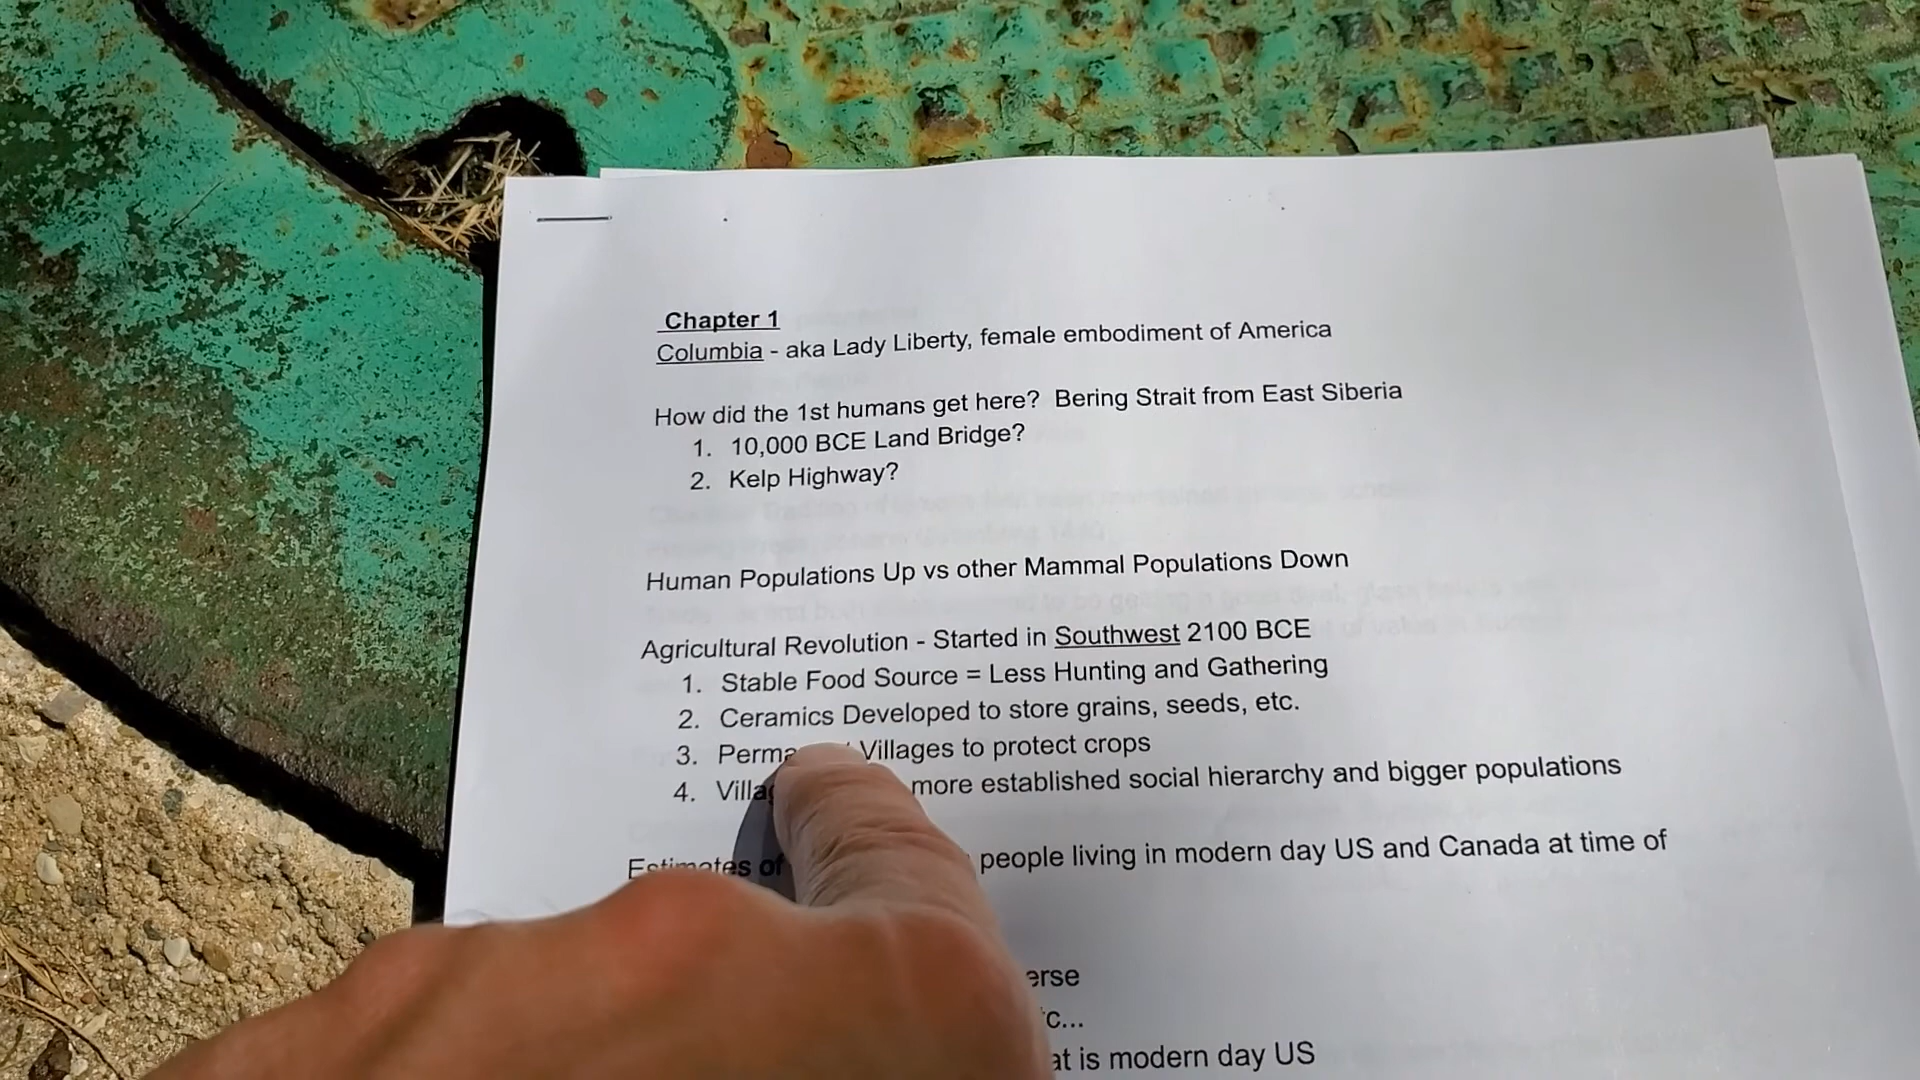 Chapter 1
Columbia - aka Lady Liberty, female embodiment of America
How did the 1st humans get here? Bering Strait from East Siberia
1. 10,000 BCE Land Bridge?
2. Kelp Highway?
Human Populations Up vs other Mammal Populations Down
Agricultural Revolution - Started in Southwest 2100 BCE
1. Stable Food Source = Less Hunting and Gathering
2. Ceramics Developed to store grains, seeds, etc.
3. Villages to protect crops
4. more established social hierarchy and bigger populations
Estimates of people living in modern day US and Canada at time of
is modern day US